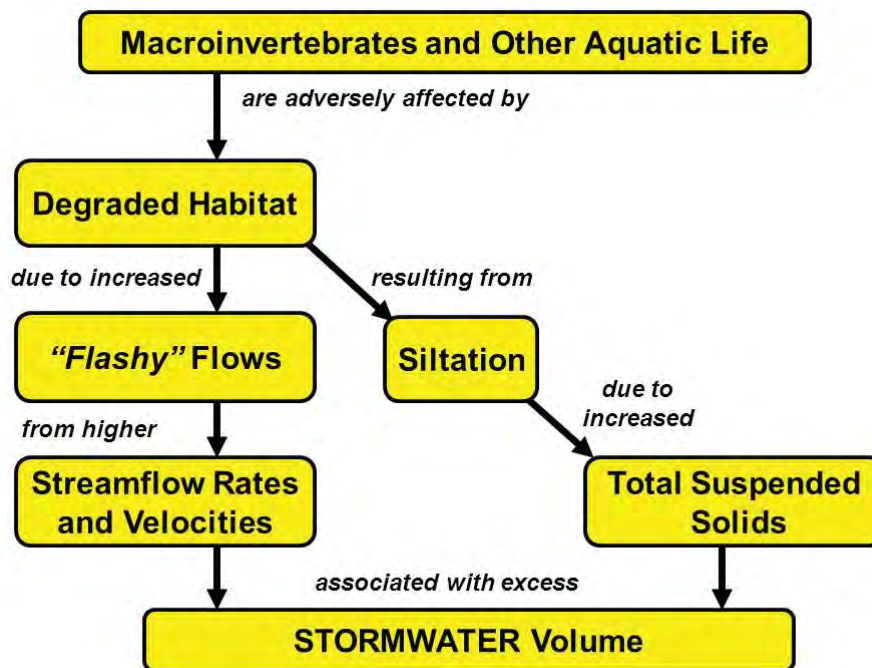 Macroinvertebrates and Other Aquatic Life
are adversely affected by
Degraded Habitat
due to increased
resulting from
“Flashy” Flows
Siltation
from higher
due to
increased
Streamflow Rates
and Velocities
Total Suspended
Solids
associated with excess
STORMWATER Volume